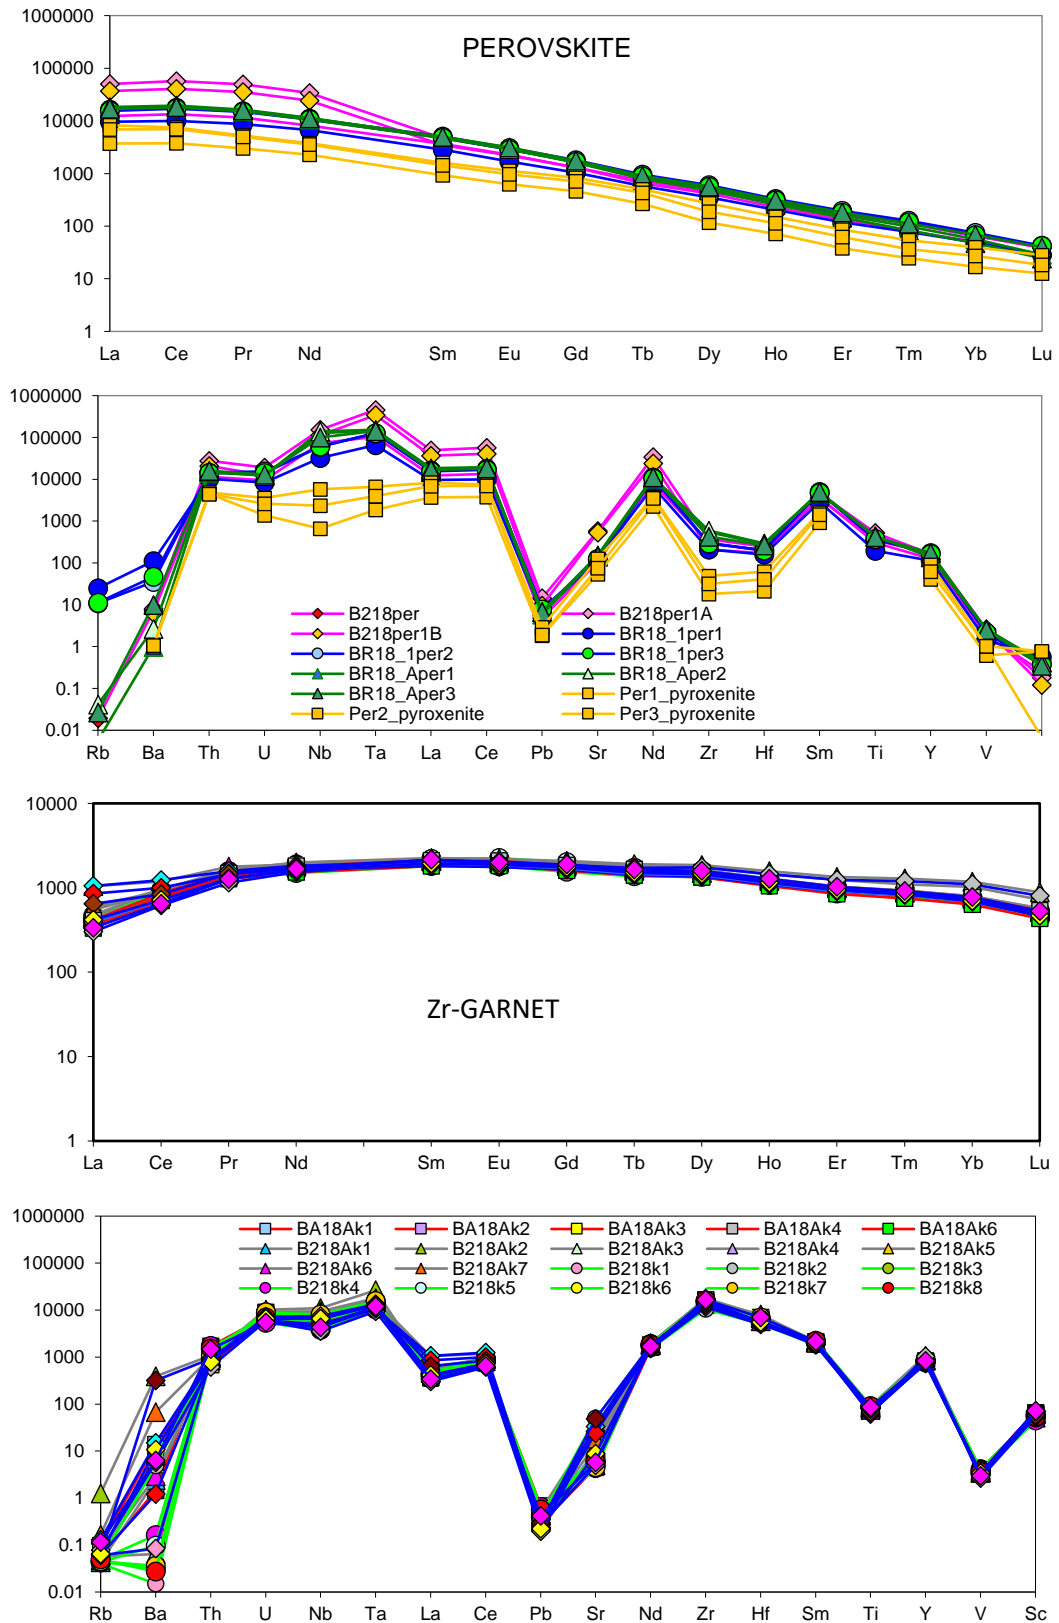 1000000
PEROVSKITE
100000
10000
1000
100
10
1
La Ce Pr Nd Sm Eu Gd Tb Dy Ho Er Tm Yb Lu
1000000
100000
10000
1000
100
10
1
0.1
0.01
B218per B218per1A
B218per1B BR18_1per1
BR18_1per2 BR18_1per3
BR18_Aper1 BR18_Aper2
BR18_Aper3 Per1_pyroxenite
Per2_pyroxenite Per3_pyroxenite
Rb Ba Th U Nb Ta La Ce Pb Sr Nd Zr Hf Sm Ti Y V
10000
1000
100
Zr-GARNET
10
1
La Ce Pr Nd Sm Eu Gd Tb Dy Ho Er Tm Yb Lu
1000000
100000
10000
1000
100
10
1
0.1
0.01
BA18Ak1 BA18Ak2 BA18Ak3 BA18Ak4 BA18Ak6
B218Ak1 B218Ak2 B218Ak3 B218Ak4 B218Ak5
B218Ak6 B218Ak7 B218k1 B218k2 B218k3
B218k4 B218k5 B218k6 B218k7 B218k8
Rb Ba Th U Nb Ta La Ce Pb Sr Nd Zr Hf Sm Ti Y V Sc